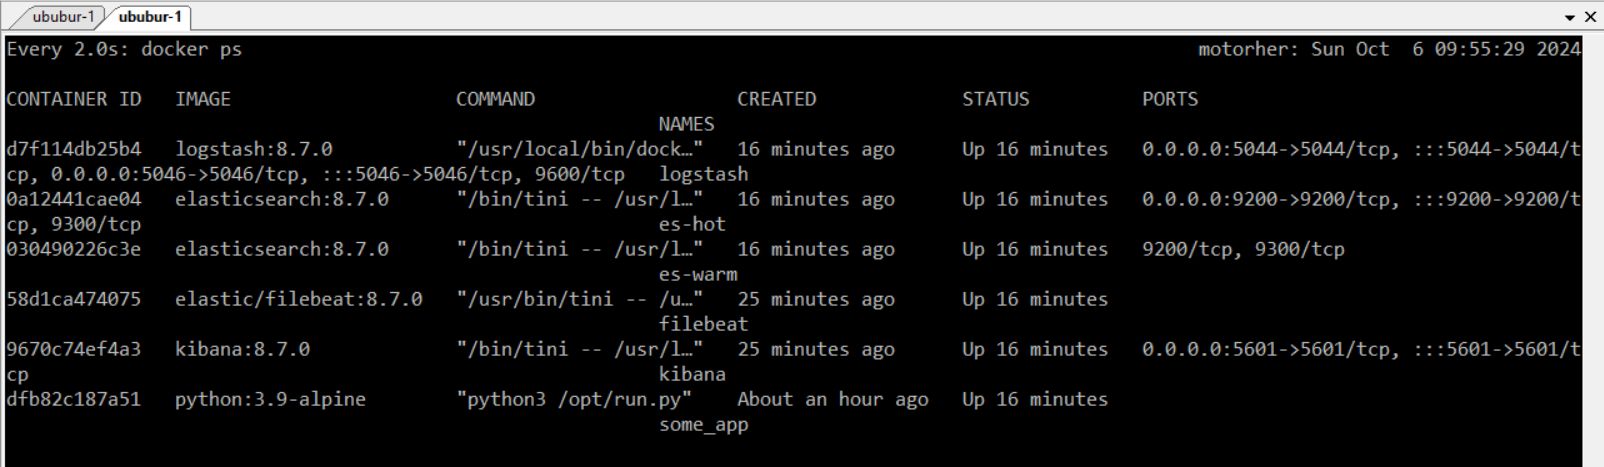 ububur-1 ububur-1
Every 2.0s: docker ps motorher: Sun Oct 6 09:55:29 2024
CONTAINER ID IMAGE COMMAND CREATED STATUS PORTS
NAMES
d7f114db25b4 logstash:8.7.0 "/usr/local/bin/dock…" 16 minutes ago Up 16 minutes 0.0.0.0:5044->5044/tcp, :::5044->5044/t
cp, 0.0.0.0:5046->5046/tcp, :::5046->5046/tcp, 9600/tcp logstash
0a12441cae04 elasticsearch:8.7.0 "/bin/tini -- /usr/l…" 16 minutes ago Up 16 minutes 0.0.0.0:9200->9200/tcp, :::9200->9200/t
cp, 9300/tcp es-hot
030490226c3e elasticsearch:8.7.0 "/bin/tini -- /usr/l…" 16 minutes ago Up 16 minutes 9200/tcp, 9300/tcp
es-warm
58d1ca474075 elastic/filebeat:8.7.0 "/usr/bin/tini -- /u…" 25 minutes ago Up 16 minutes
filebeat
9670c74ef4a3 kibana:8.7.0 "/bin/tini -- /usr/l…" 25 minutes ago Up 16 minutes 0.0.0.0:5601->5601/tcp, :::5601->5601/t
cp kibana
dfb82c187a51 python:3.9-alpine "python3 /opt/run.py" About an hour ago Up 16 minutes
some_app